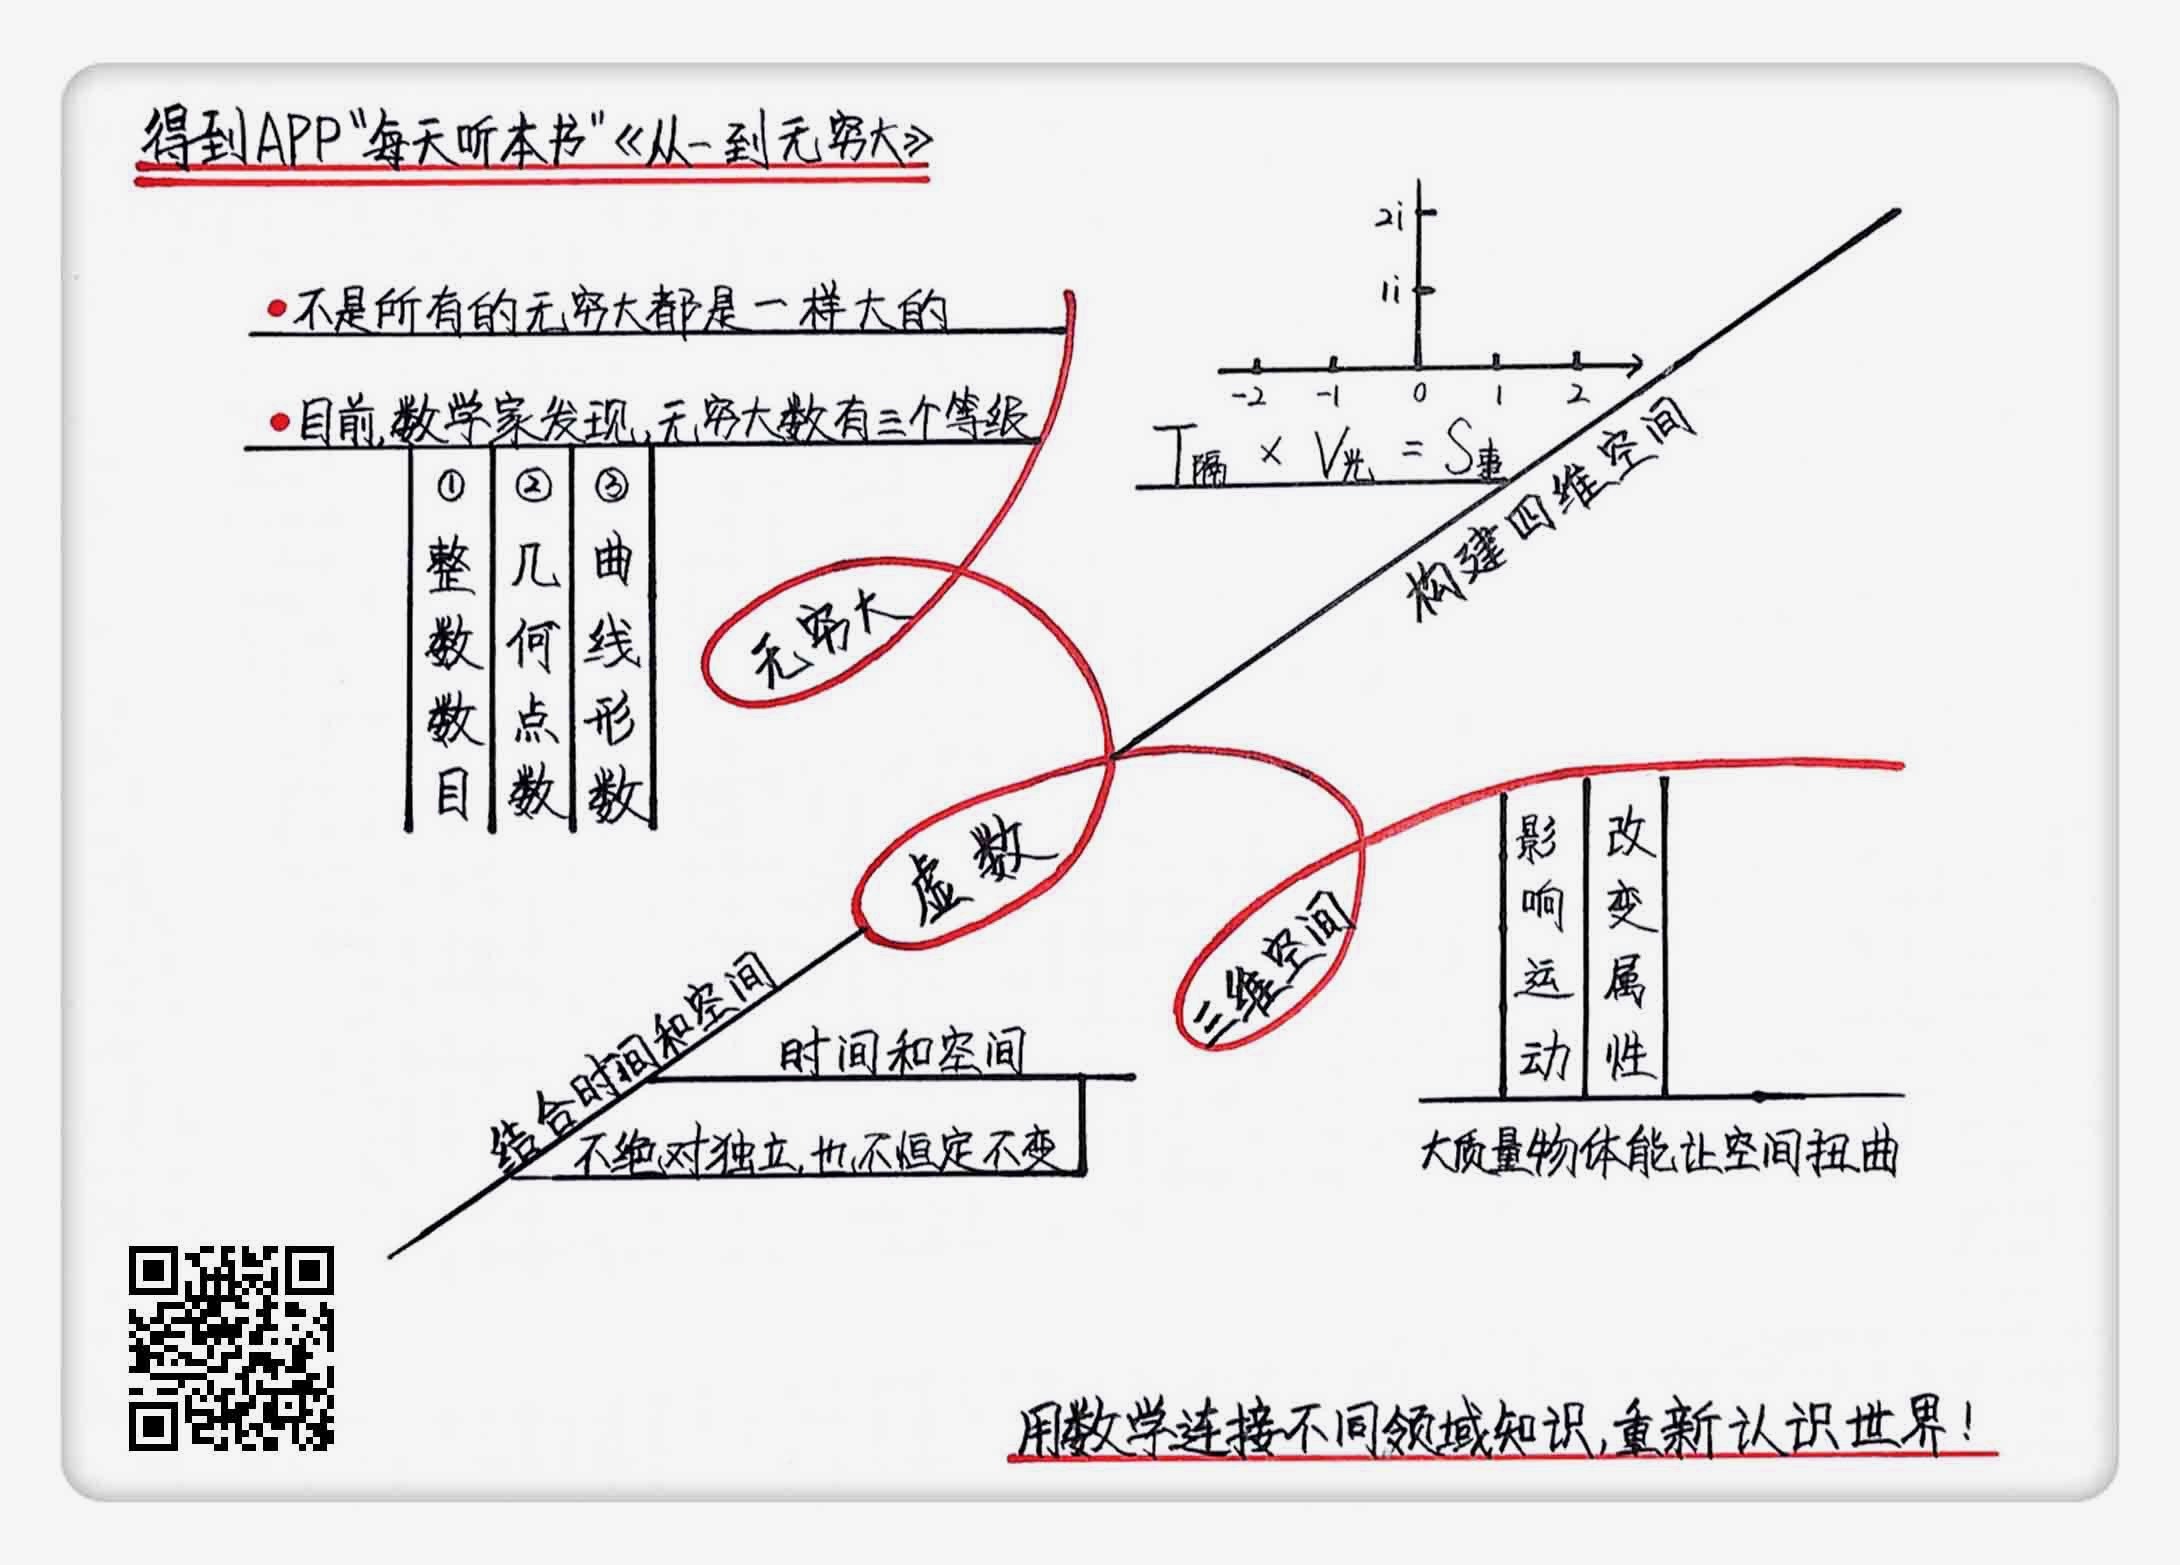 得到APP“每天听本书”《从一到无穷大》
•不是所有的无穷大都是一样大的
•目前,数学家发现,无穷大数有三个等级
①整数数目
②几何点数
③曲线形数
无穷大
2i
1i
-2 -1 0 1 2
T隔 × V光 = S事
构建四维空间
虚数
结合时间和空间
时间和空间
不绝对独立,也不恒定不变
三维空间
影响运动
改变属性
大质量物体能让空间扭曲
用数学连接不同领域知识,重新认识世界!